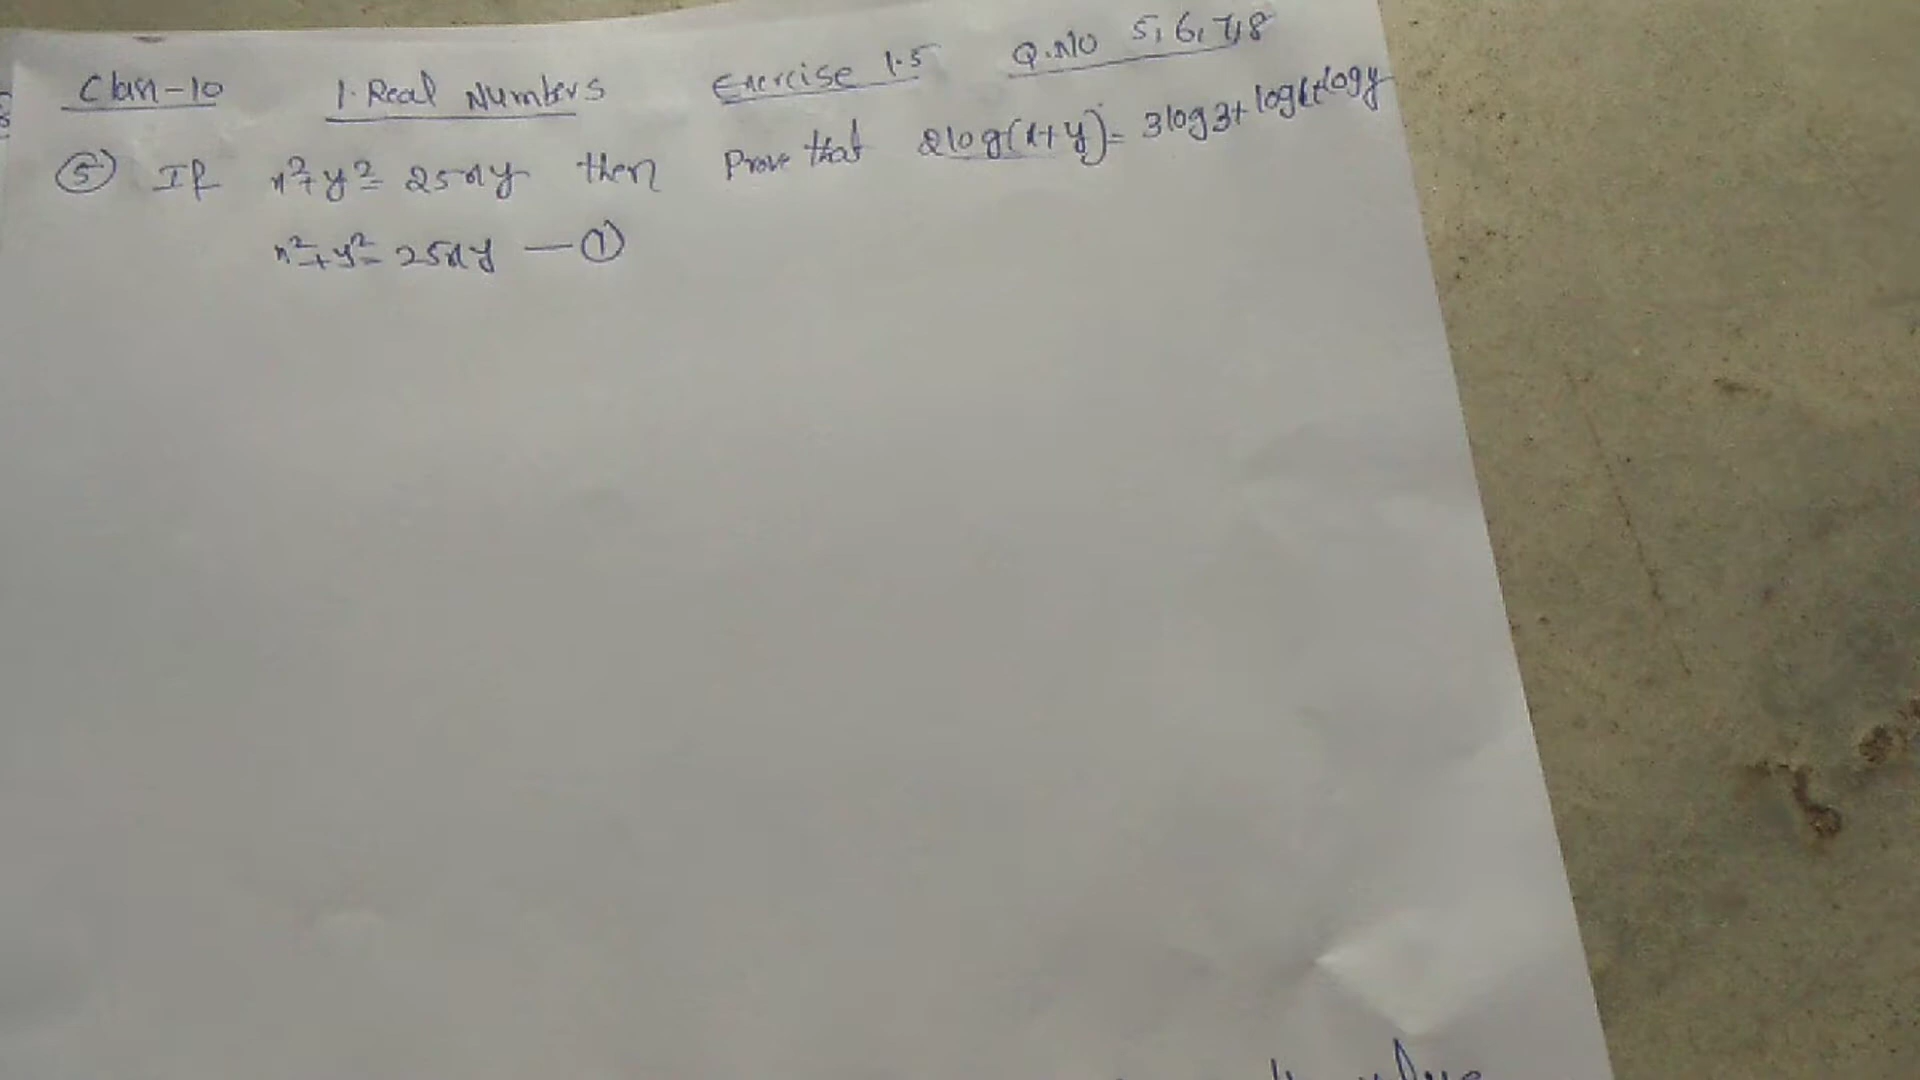 Class-10 1. Real Numbers Exercise 1.5 Q.No 5, 6, 7, 8
⑤ If x²+y²=25xy then Prove that 2log(x+y)=3log3+logx+logy
x²+y²=25xy —①